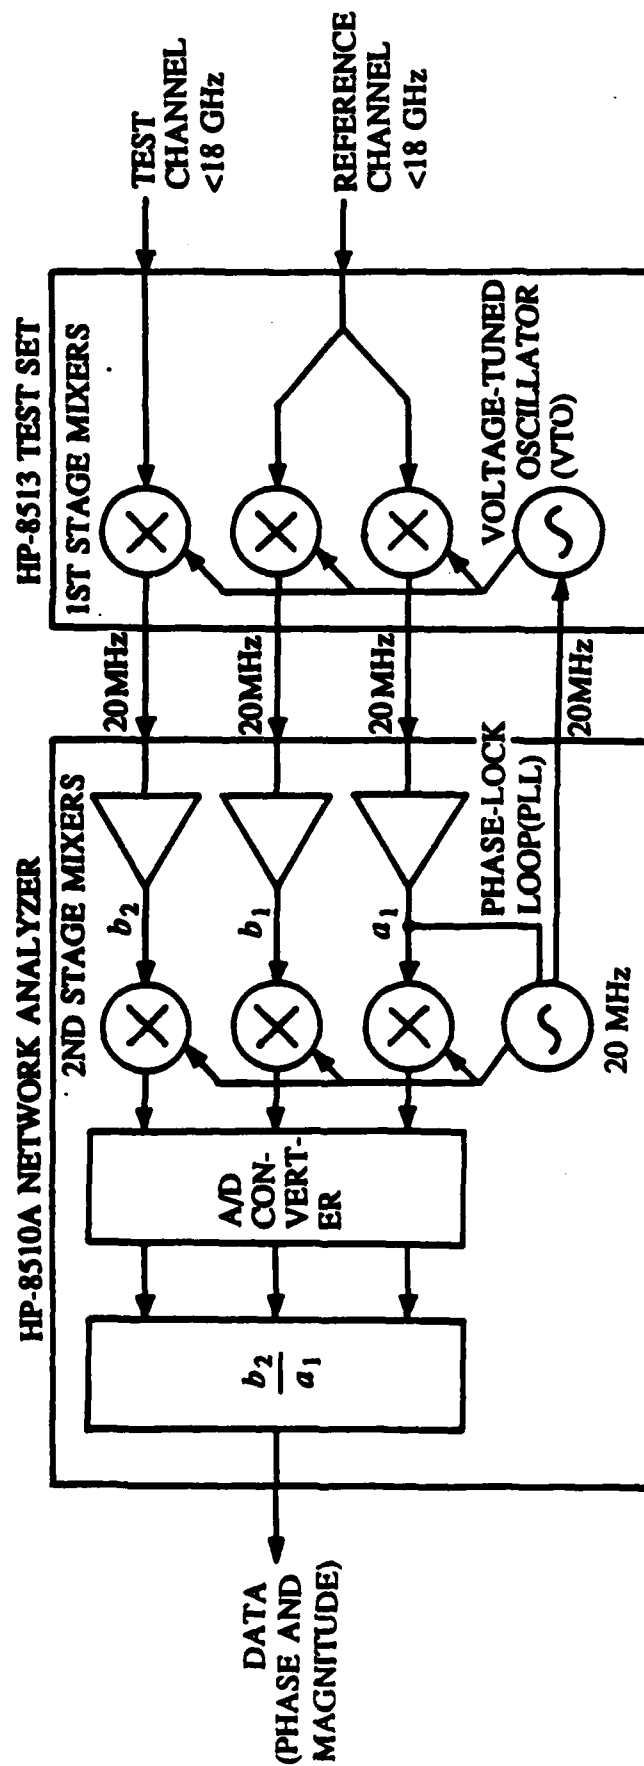 HP-8510A NETWORK ANALYZER
HP-8513 TEST SET
2ND STAGE MIXERS
1ST STAGE MIXERS
b2
20MHz
TEST
CHANNEL
<18 GHz
DATA
(PHASE AND
MAGNITUDE)
b2
a1
A/D
CON-
VERT-
ER
b1
20MHz
REFERENCE
CHANNEL
<18 GHz
a1
20MHz
PHASE-LOCK
LOOP(PLL)
20 MHz
20MHz
VOLTAGE-TUNED
OSCILLATOR
(VTO)